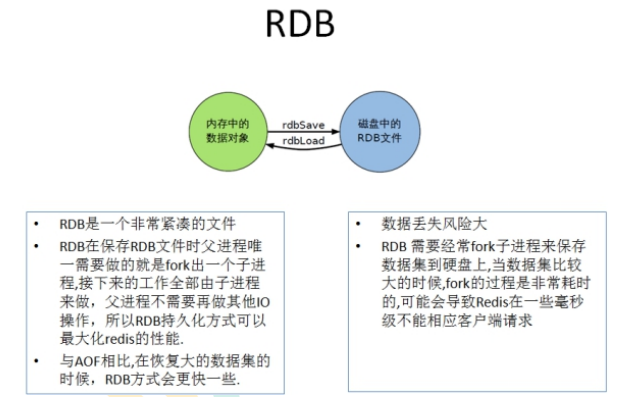 RDB
内存中的
数据对象
rdbSave
rdbLoad
磁盘中的
RDB文件
• RDB是一个非常紧凑的文件
• RDB在保存RDB文件时父进程唯
一需要做的就是fork出一个子进
程,接下来的工作全部由子进程
来做，父进程不需要再做其他IO
操作，所以RDB持久化方式可以
最大化redis的性能.
• 与AOF相比,在恢复大的数据集的
时候，RDB方式会更快一些.
• 数据丢失风险大
• RDB 需要经常fork子进程来保存
数据集到硬盘上,当数据集比较
大的时候,fork的过程是非常耗时
的,可能会导致Redis在一些毫秒
级不能相应客户端请求